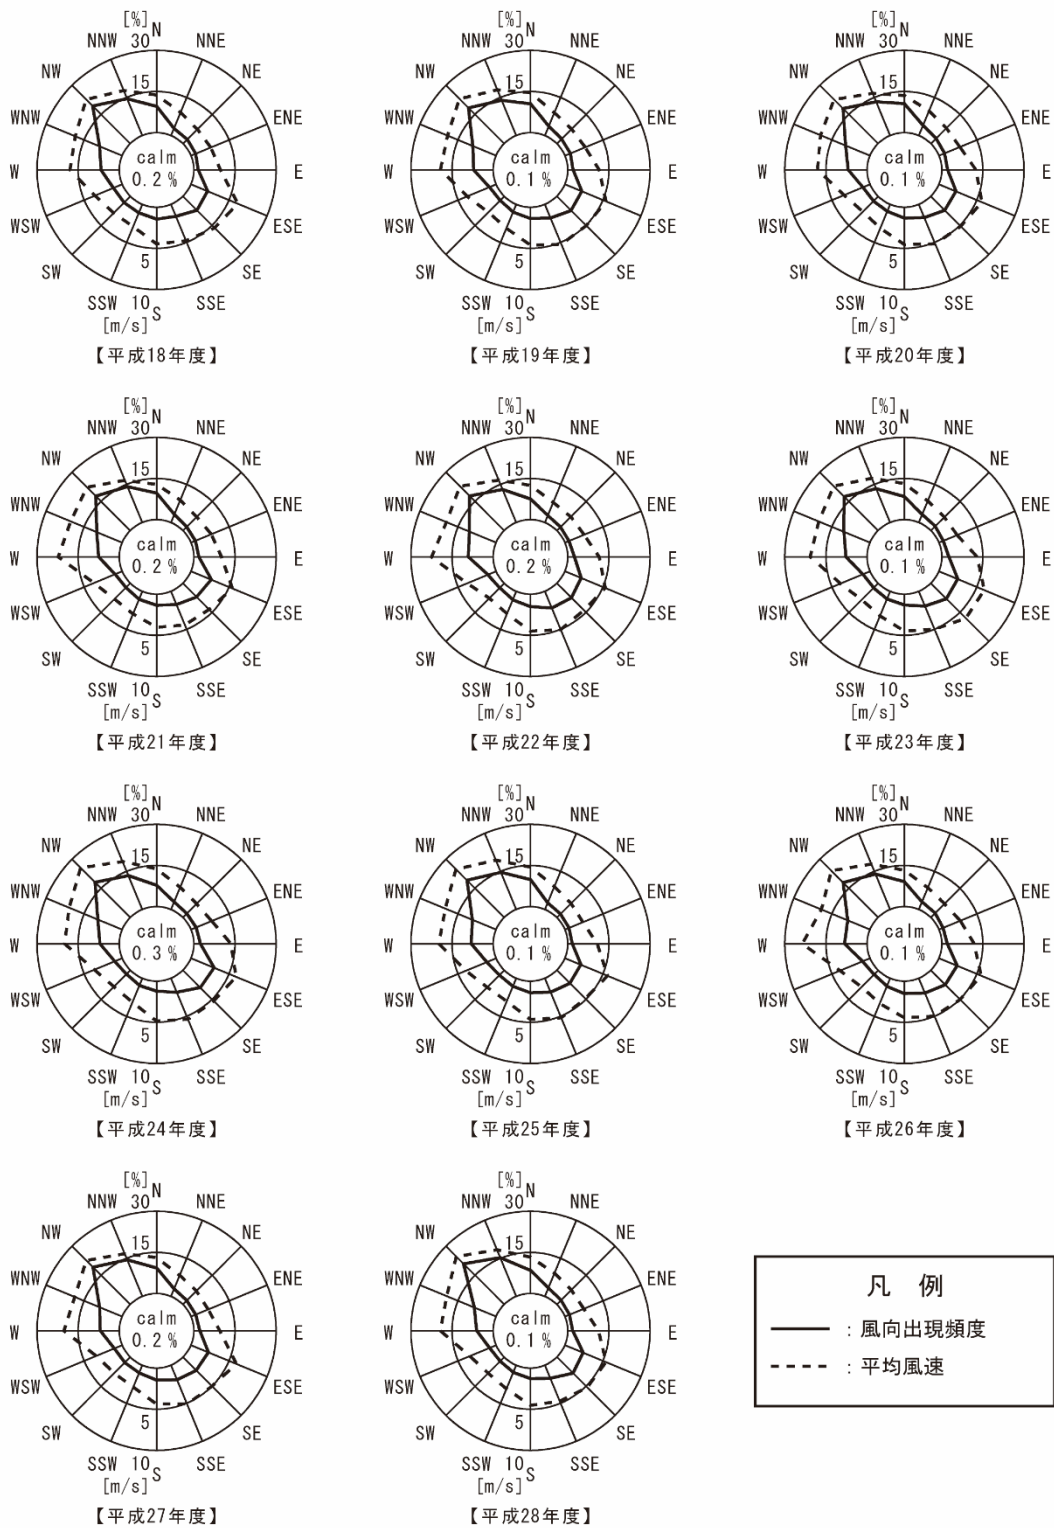 [%] N
NNW 30 NNE
NW NE
15
WNW ENE
calm
W 0.2% E
WSW ESE
5
SW SE
SSW 10 S SSE
[m/s]
【平成18年度】
[%] N
NNW 30 NNE
NW NE
15
WNW ENE
calm
W 0.1% E
WSW ESE
5
SW SE
SSW 10 S SSE
[m/s]
【平成19年度】
[%] N
NNW 30 NNE
NW NE
15
WNW ENE
calm
W 0.1% E
WSW ESE
5
SW SE
SSW 10 S SSE
[m/s]
【平成20年度】
[%] N
NNW 30 NNE
NW NE
15
WNW ENE
calm
W 0.2% E
WSW ESE
5
SW SE
SSW 10 S SSE
[m/s]
【平成21年度】
[%] N
NNW 30 NNE
NW NE
15
WNW ENE
calm
W 0.2% E
WSW ESE
5
SW SE
SSW 10 S SSE
[m/s]
【平成22年度】
[%] N
NNW 30 NNE
NW NE
15
WNW ENE
calm
W 0.1% E
WSW ESE
5
SW SE
SSW 10 S SSE
[m/s]
【平成23年度】
[%] N
NNW 30 NNE
NW NE
15
WNW ENE
calm
W 0.3% E
WSW ESE
5
SW SE
SSW 10 S SSE
[m/s]
【平成24年度】
[%] N
NNW 30 NNE
NW NE
15
WNW ENE
calm
W 0.1% E
WSW ESE
5
SW SE
SSW 10 S SSE
[m/s]
【平成25年度】
[%] N
NNW 30 NNE
NW NE
15
WNW ENE
calm
W 0.1% E
WSW ESE
5
SW SE
SSW 10 S SSE
[m/s]
【平成26年度】
[%] N
NNW 30 NNE
NW NE
15
WNW ENE
calm
W 0.2% E
WSW ESE
5
SW SE
SSW 10 S SSE
[m/s]
【平成27年度】
[%] N
NNW 30 NNE
NW NE
15
WNW ENE
calm
W 0.1% E
WSW ESE
5
SW SE
SSW 10 S SSE
[m/s]
【平成28年度】
凡 例
：風向出現頻度
：平均風速